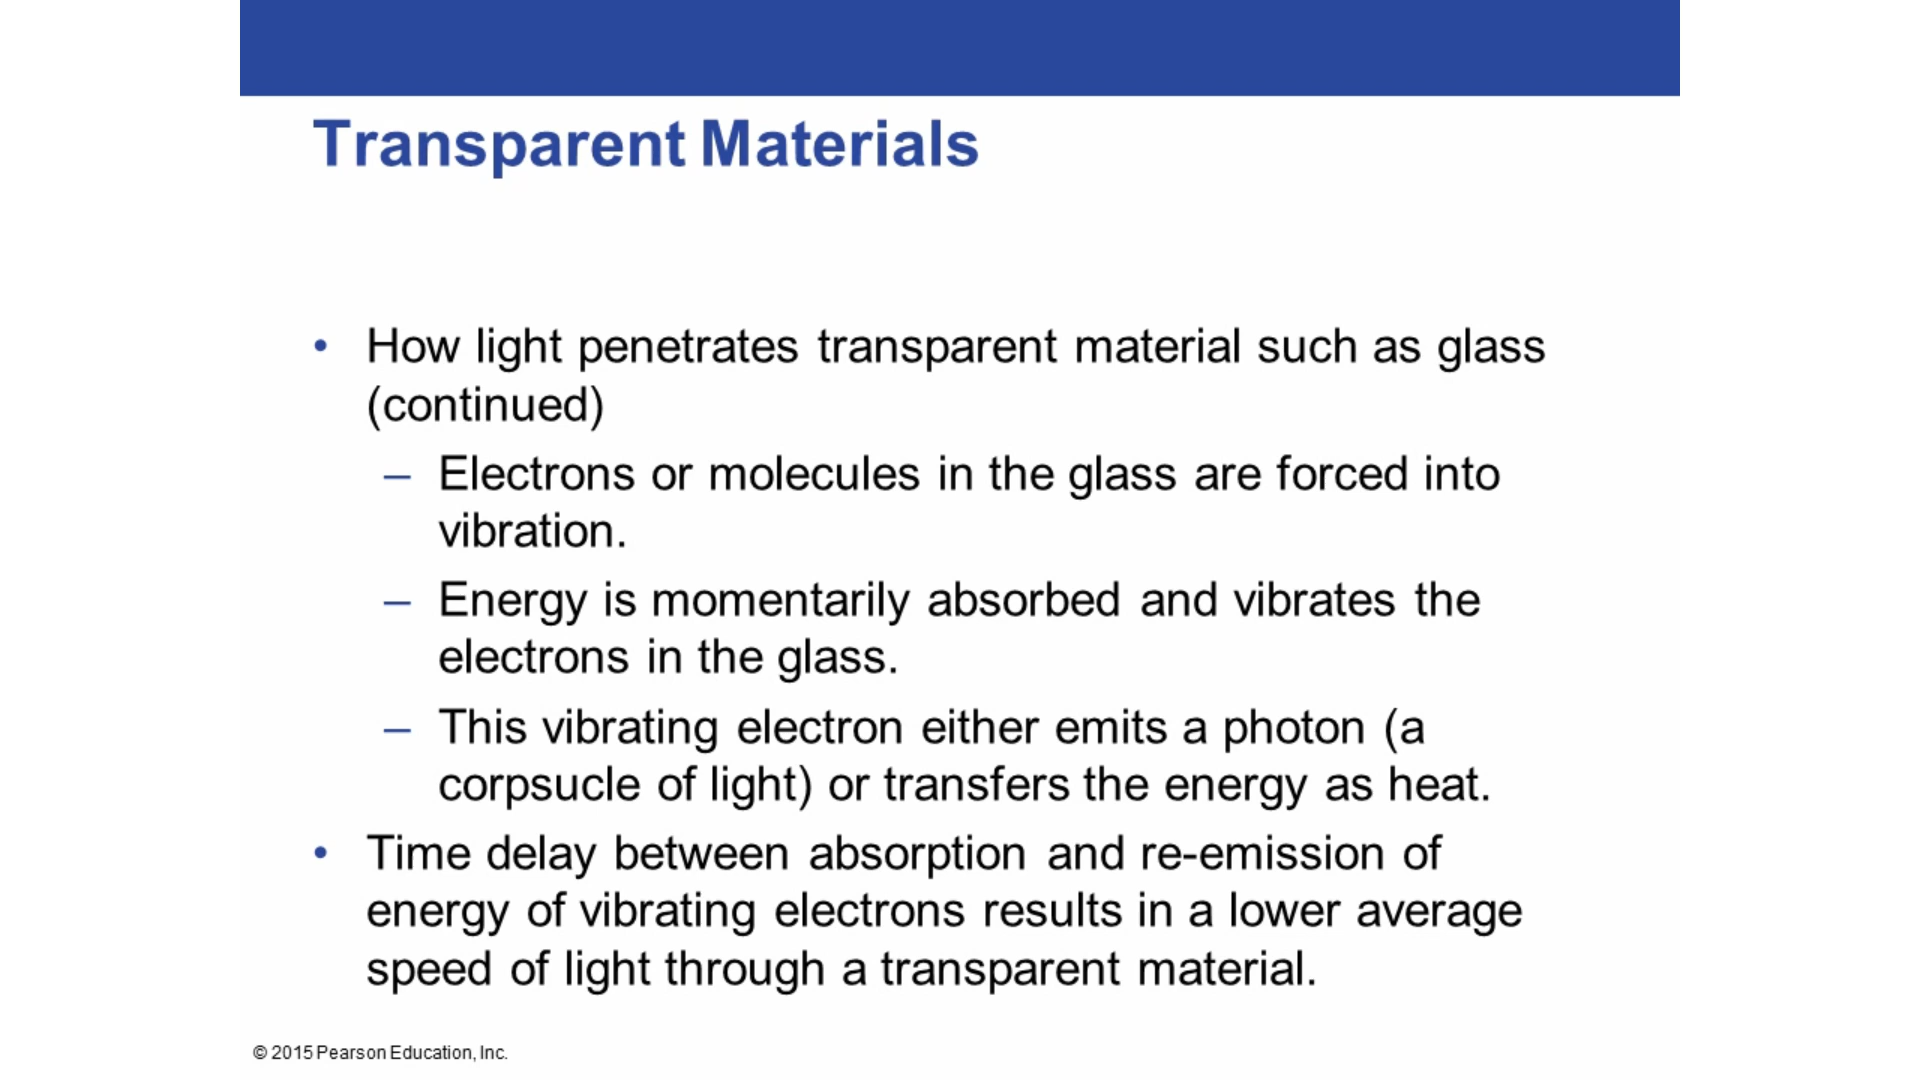 Transparent Materials
• How light penetrates transparent material such as glass
(continued)
– Electrons or molecules in the glass are forced into
vibration.
– Energy is momentarily absorbed and vibrates the
electrons in the glass.
– This vibrating electron either emits a photon (a
corpsucle of light) or transfers the energy as heat.
• Time delay between absorption and re-emission of
energy of vibrating electrons results in a lower average
speed of light through a transparent material.
© 2015 Pearson Education, Inc.